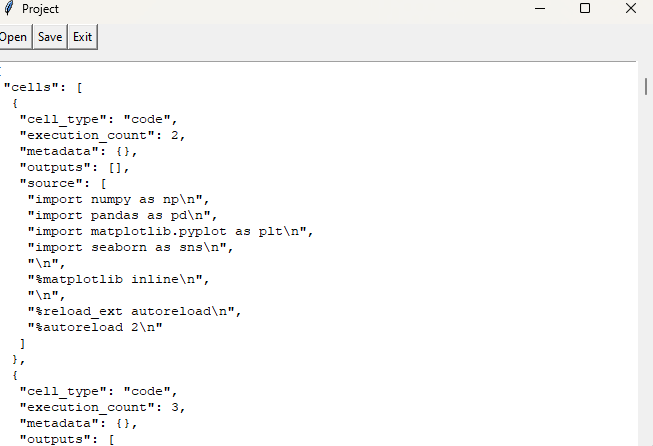 Project
Open Save Exit
"cells": [
{
"cell_type": "code",
"execution_count": 2,
"metadata": {},
"outputs": [],
"source": [
"import numpy as np\n",
"import pandas as pd\n",
"import matplotlib.pyplot as plt\n",
"import seaborn as sns\n",
"\n",
"%matplotlib inline\n",
"\n",
"%reload_ext autoreload\n",
"%autoreload 2\n"
]
},
{
"cell_type": "code",
"execution_count": 3,
"metadata": {},
"outputs": [